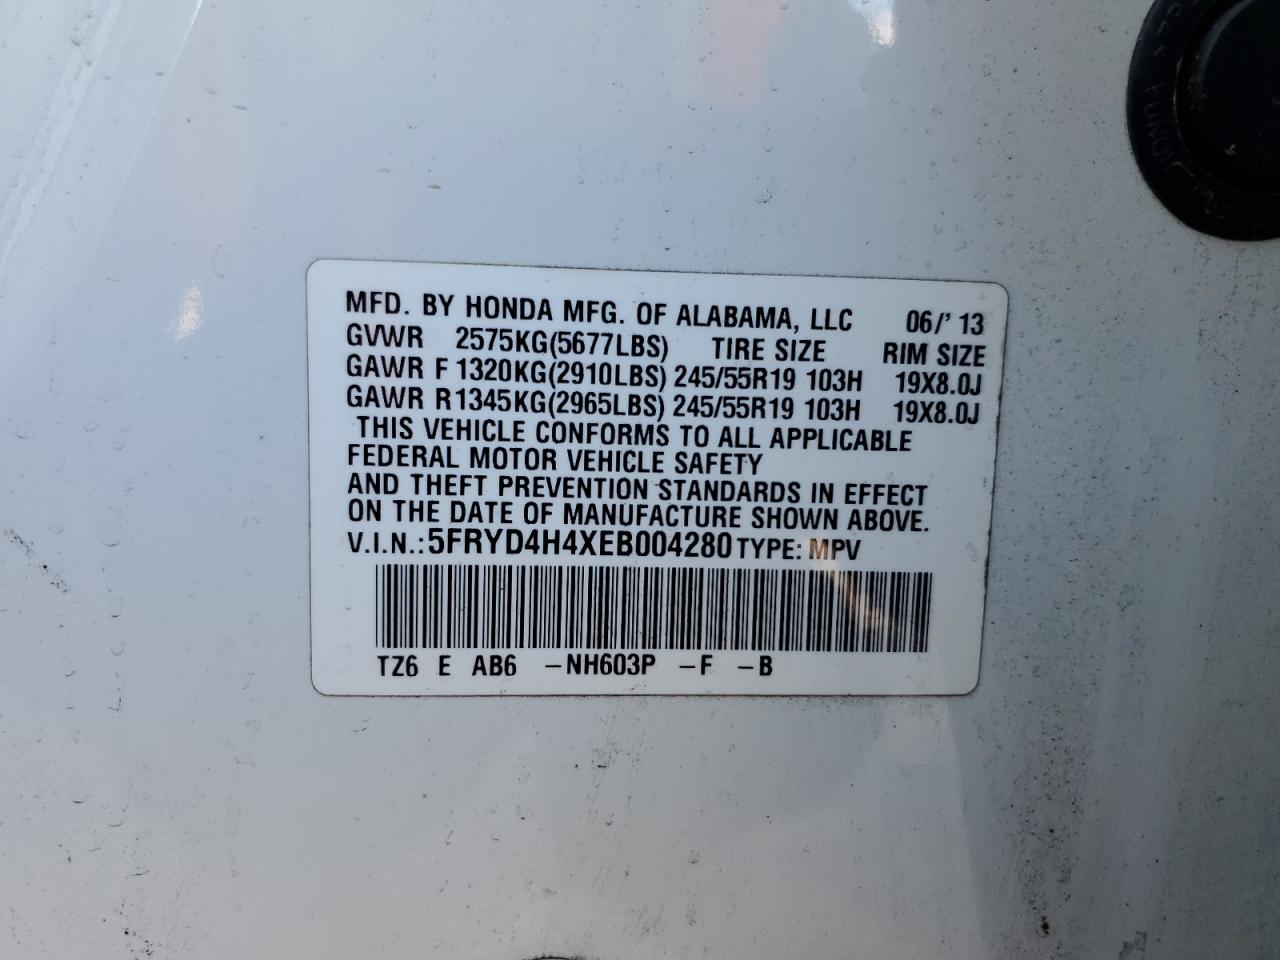 MFD. BY HONDA MFG. OF ALABAMA, LLC 06/'13
GVWR 2575KG(5677LBS) TIRE SIZE RIM SIZE
GAWR F 1320KG(2910LBS) 245/55R19 103H 19X8.0J
GAWR R1345KG(2965LBS) 245/55R19 103H 19X8.0J
THIS VEHICLE CONFORMS TO ALL APPLICABLE
FEDERAL MOTOR VEHICLE SAFETY
AND THEFT PREVENTION STANDARDS IN EFFECT
ON THE DATE OF MANUFACTURE SHOWN ABOVE.
V.I.N.:5FRYD4H4XEB004280 TYPE: MPV
TZ6 E AB6 -NH603P -F -B